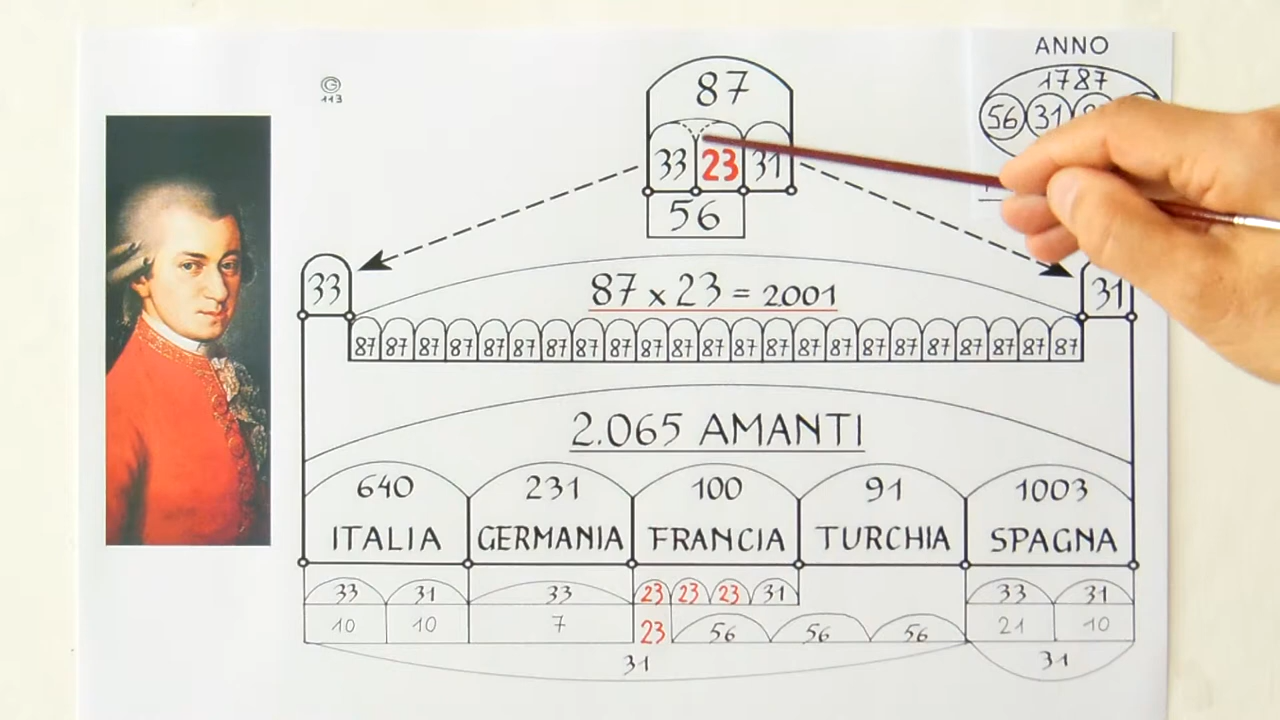 ANNO
1787
56 31
G
113
87
33 23 31
56
33
87 x 23 = 2001
31
87 87 87 87 87 87 87 87 87 87 87 87 87 87 87 87 87 87 87 87 87 87 87
2.065 AMANTI
640 231 100 91 1003
ITALIA GERMANIA FRANCIA TURCHIA SPAGNA
33 31 33 23 23 23 31 33 31
10 10 7 23 56 56 56 21 10
31 31